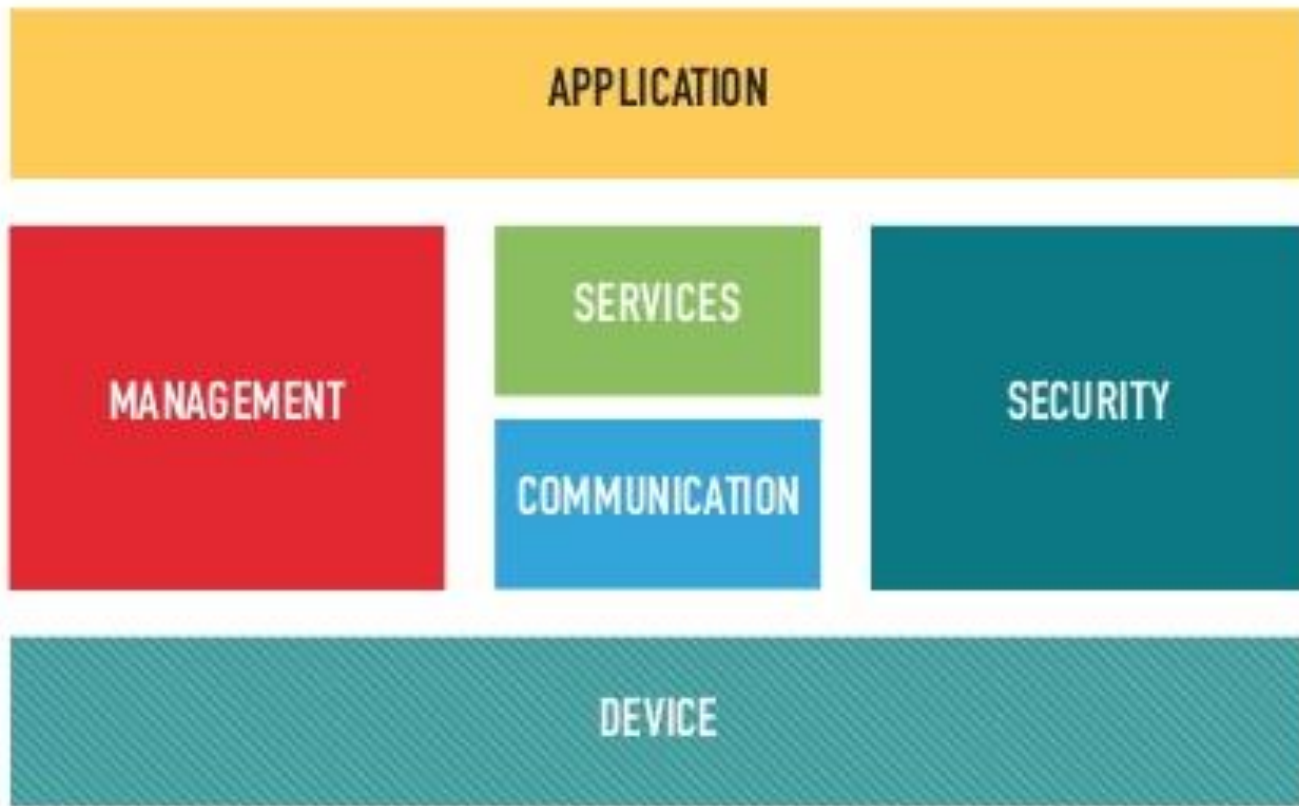 APPLICATION
MANAGEMENT
SERVICES
COMMUNICATION
SECURITY
DEVICE